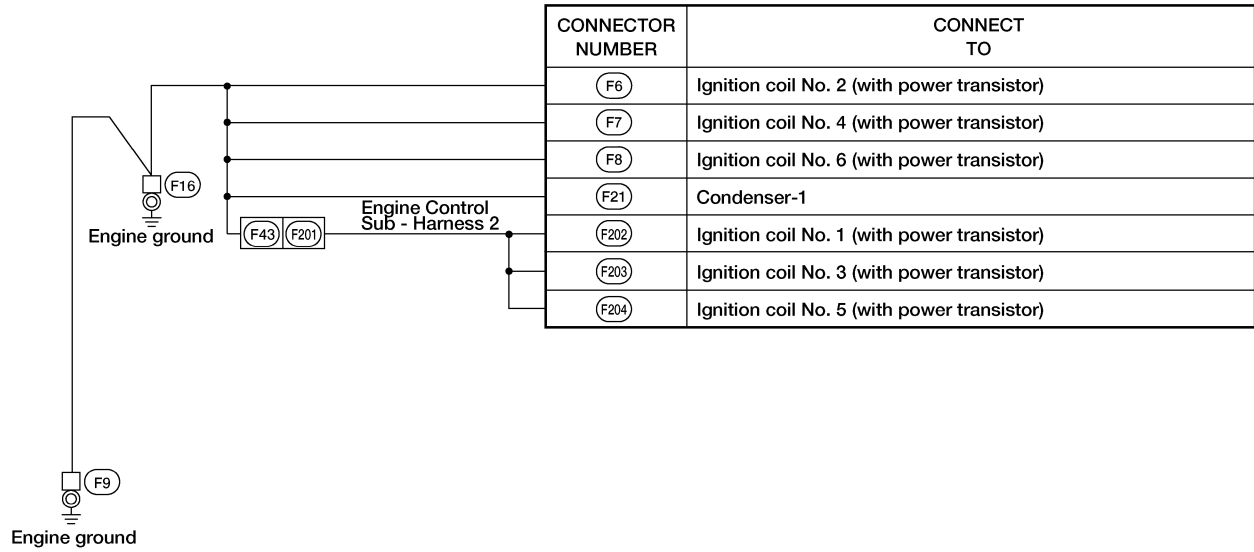 CONNECTOR NUMBER CONNECT TO
F6 Ignition coil No. 2 (with power transistor)
F7 Ignition coil No. 4 (with power transistor)
F8 Ignition coil No. 6 (with power transistor)
F21 Condenser-1
F202 Ignition coil No. 1 (with power transistor)
F203 Ignition coil No. 3 (with power transistor)
F204 Ignition coil No. 5 (with power transistor)
F16
Engine ground
F43 F201
Engine Control
Sub - Harness 2
F9
Engine ground